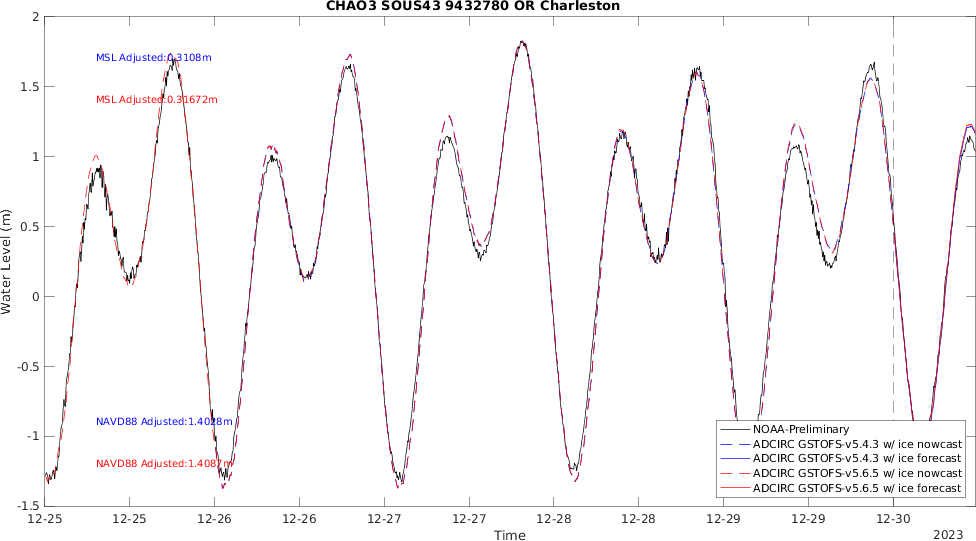 CHAO3 SOUS43 9432780 OR Charleston
2
1.5
1
0.5
0
-0.5
-1
-1.5
Water Level (m)
MSL Adjusted:0.3108m
MSL Adjusted:0.31672m
NAVD88 Adjusted:1.4028m
NAVD88 Adjusted:1.4087m
NOAA-Preliminary
ADCIRC GSTOFS-v5.4.3 w/ ice nowcast
ADCIRC GSTOFS-v5.4.3 w/ ice forecast
ADCIRC GSTOFS-v5.6.5 w/ ice nowcast
ADCIRC GSTOFS-v5.6.5 w/ ice forecast
12-25 12-25 12-26 12-26 12-27 12-27 12-28 12-28 12-29 12-29 12-30
Time
2023